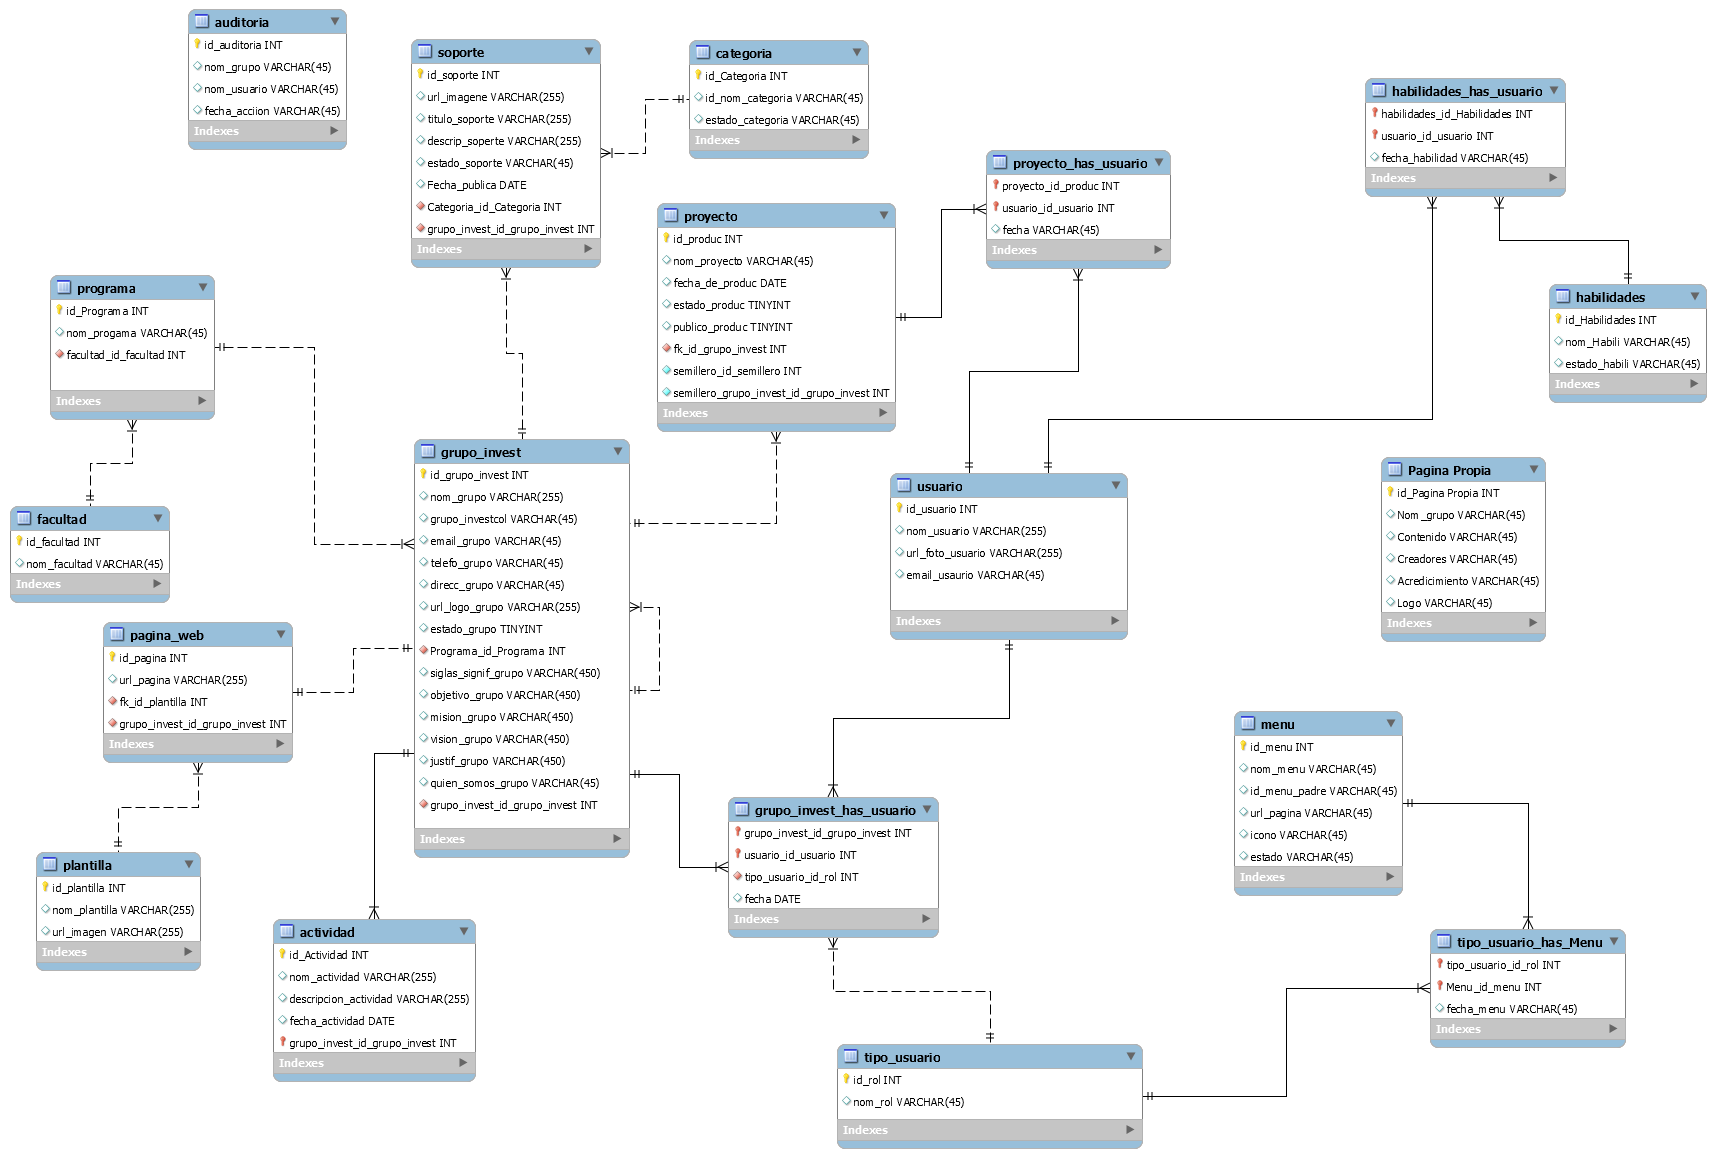 auditoria
id_auditoria INT
nom_grupo VARCHAR(45)
nom_usuario VARCHAR(45)
fecha_acciion VARCHAR(45)
Indexes
soporte
id_soporte INT
url_imagene VARCHAR(255)
titulo_soporte VARCHAR(255)
descrip_soperte VARCHAR(255)
estado_soporte VARCHAR(45)
Fecha_publica DATE
Categoria_id_Categoria INT
grupo_invest_id_grupo_invest INT
Indexes
categoria
id_Categoria INT
id_nom_categoria VARCHAR(45)
estado_categoria VARCHAR(45)
Indexes
habilidades_has_usuario
habilidades_id_Habilidades INT
usuario_id_usuario INT
fecha_habilidad VARCHAR(45)
Indexes
proyecto_has_usuario
proyecto_id_produc INT
usuario_id_usuario INT
fecha VARCHAR(45)
Indexes
proyecto
id_produc INT
nom_proyecto VARCHAR(45)
fecha_de_produc DATE
estado_produc TINYINT
publico_produc TINYINT
fk_id_grupo_invest INT
semillero_id_semillero INT
semillero_grupo_invest_id_grupo_invest INT
Indexes
programa
id_Programa INT
nom_progama VARCHAR(45)
facultad_id_facultad INT
Indexes
habilidades
id_Habilidades INT
nom_Habili VARCHAR(45)
estado_habili VARCHAR(45)
Indexes
grupo_invest
id_grupo_invest INT
nom_grupo VARCHAR(255)
grupo_investcol VARCHAR(45)
email_grupo VARCHAR(45)
telefo_grupo VARCHAR(45)
direcc_grupo VARCHAR(45)
url_logo_grupo VARCHAR(255)
estado_grupo TINYINT
Programa_id_Programa INT
siglas_signif_grupo VARCHAR(450)
objetivo_grupo VARCHAR(450)
mision_grupo VARCHAR(450)
vision_grupo VARCHAR(450)
justif_grupo VARCHAR(450)
quien_somos_grupo VARCHAR(45)
grupo_invest_id_grupo_invest INT
Indexes
usuario
id_usuario INT
nom_usuario VARCHAR(255)
url_foto_usuario VARCHAR(255)
email_usaurio VARCHAR(45)
Indexes
Pagina Propia
id_Pagina Propia INT
Nom_grupo VARCHAR(45)
Contenido VARCHAR(45)
Creadores VARCHAR(45)
Acredicimiento VARCHAR(45)
Logo VARCHAR(45)
Indexes
facultad
id_facultad INT
nom_facultad VARCHAR(45)
Indexes
pagina_web
id_pagina INT
url_pagina VARCHAR(255)
fk_id_plantilla INT
grupo_invest_id_grupo_invest INT
Indexes
menu
id_menu INT
nom_menu VARCHAR(45)
id_menu_padre VARCHAR(45)
url_pagina VARCHAR(45)
icono VARCHAR(45)
estado VARCHAR(45)
Indexes
grupo_invest_has_usuario
grupo_invest_id_grupo_invest INT
usuario_id_usuario INT
tipo_usuario_id_rol INT
fecha DATE
Indexes
plantilla
id_plantilla INT
nom_plantilla VARCHAR(255)
url_imagen VARCHAR(255)
Indexes
actividad
id_Actividad INT
nom_actividad VARCHAR(255)
descripcion_actividad VARCHAR(255)
fecha_actividad DATE
grupo_invest_id_grupo_invest INT
Indexes
tipo_usuario_has_Menu
tipo_usuario_id_rol INT
Menu_id_menu INT
fecha_menu VARCHAR(45)
Indexes
tipo_usuario
id_rol INT
nom_rol VARCHAR(45)
Indexes